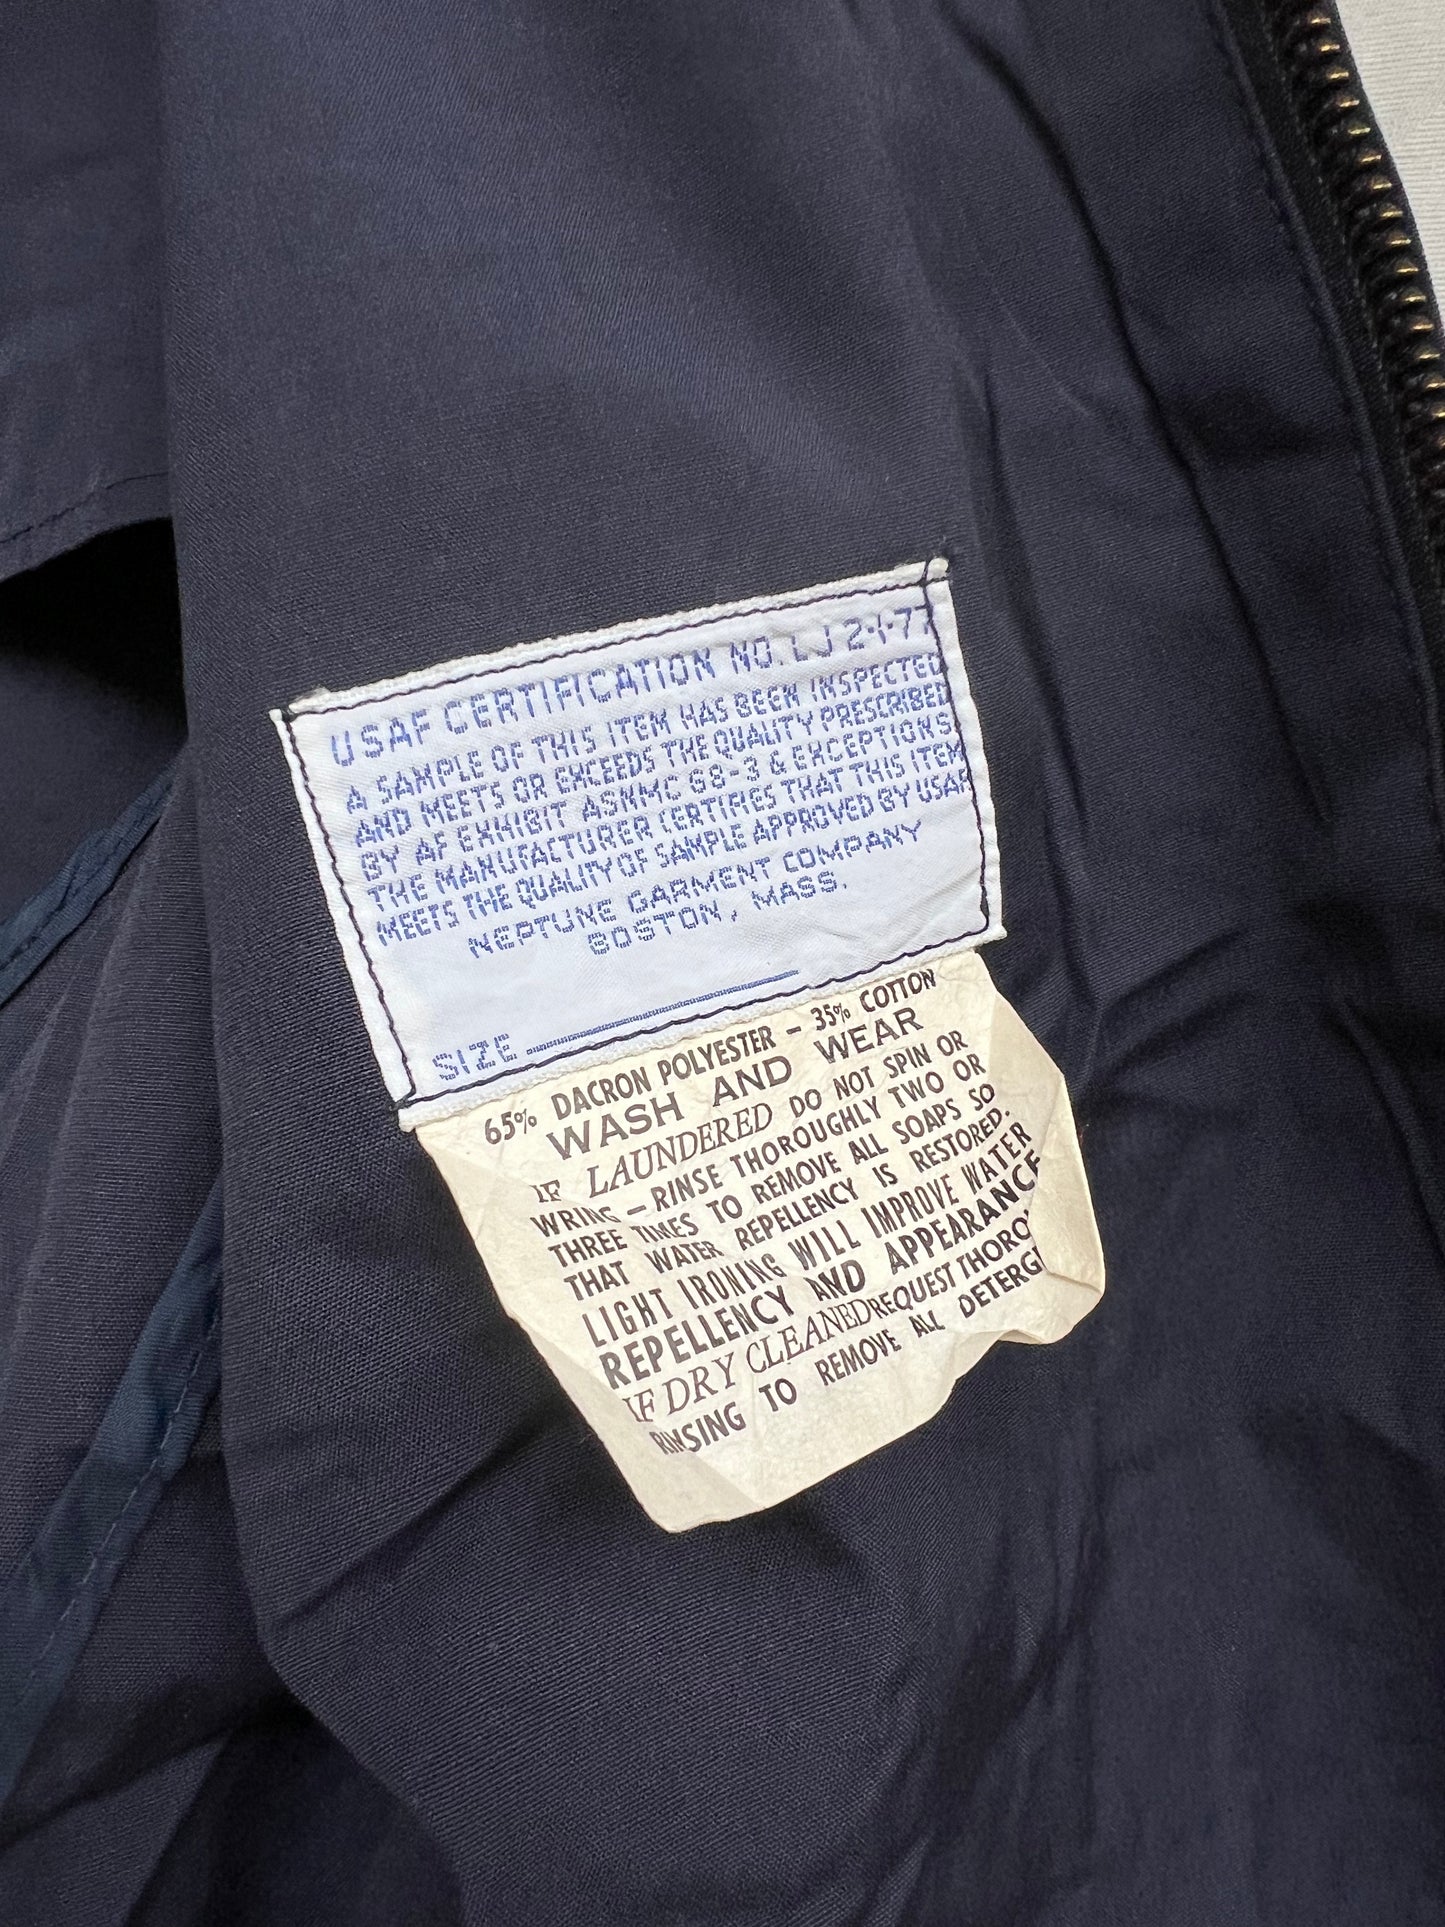 USAF CERTIFICATION NO. LJ 2-1-77
A SAMPLE OF THIS ITEM HAS BEEN INSPECTED
AND MEETS OR EXCEEDS THE QUALITY PRESCRIBED
BY AF EXHIBIT ASNMC 68-3 & EXCEPTIONS.
THE MANUFACTURER CERTIFIES THAT THIS ITEM
MEETS THE QUALITY OF SAMPLE APPROVED BY USAF
NEPTUNE GARMENT COMPANY
BOSTON, MASS.
SIZE
65% DACRON POLYESTER - 35% COTTON
WASH AND WEAR
IF LAUNDERED DO NOT SPIN OR
WRING - RINSE THOROUGHLY TWO OR
THREE TIMES TO REMOVE ALL SOAPS SO
THAT WATER REPELLENCY IS RESTORED.
LIGHT IRONING WILL IMPROVE WATER
REPELLENCY AND APPEARANCE
IF DRY CLEANED REQUEST THORO
RINSING TO REMOVE ALL DETERG